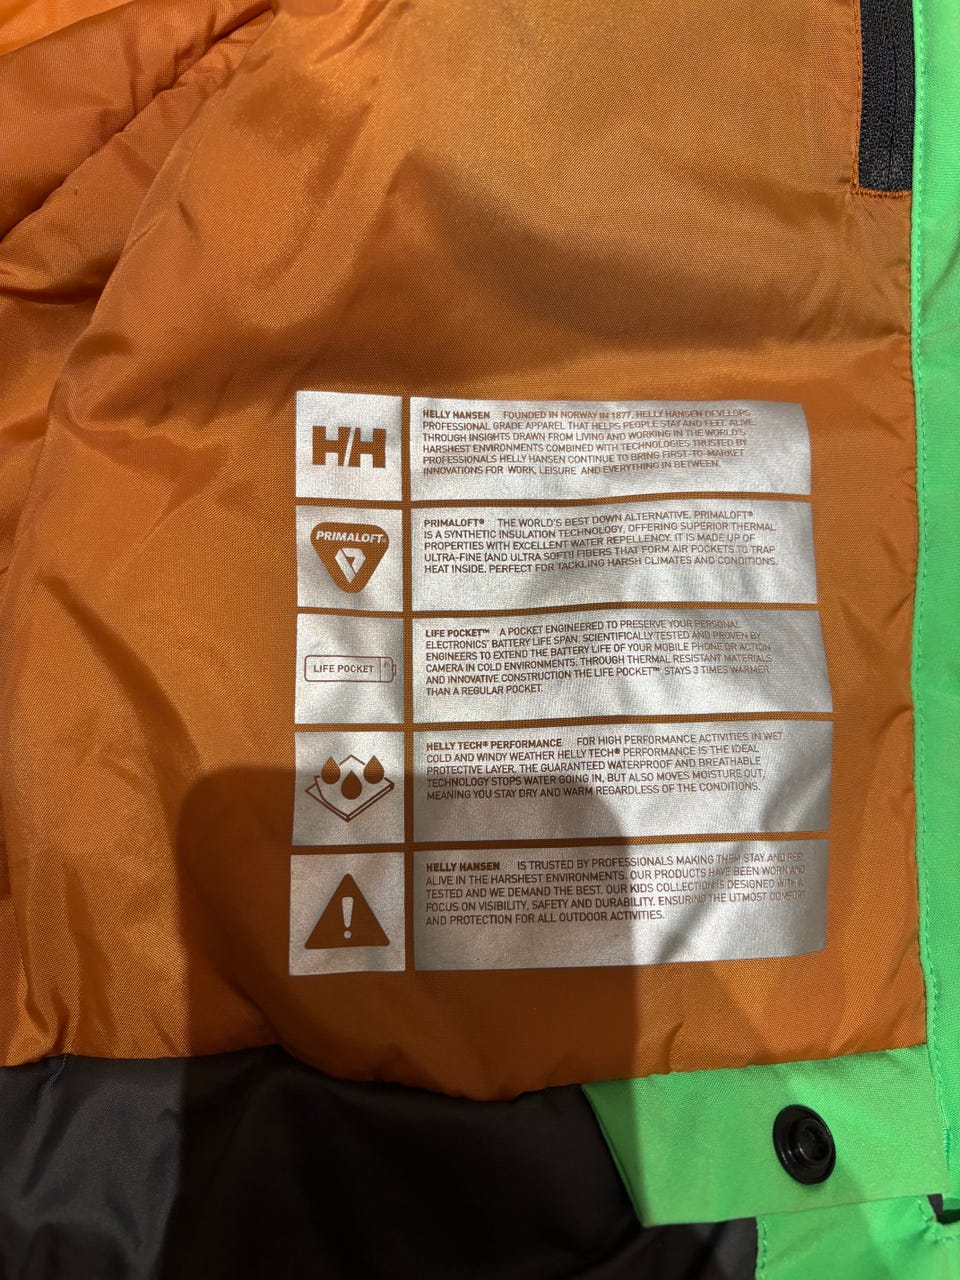 H/H
HELLY HANSEN FOUNDED IN NORWAY IN 1877, HELLY HANSEN DEVELOPS
PROFESSIONAL GRADE APPAREL THAT HELPS PEOPLE STAY AND FEEL ALIVE.
THROUGH INSIGHTS DRAWN FROM LIVING AND WORKING IN THE WORLD'S
HARSHEST ENVIRONMENTS COMBINED WITH TECHNOLOGIES TRUSTED BY
PROFESSIONALS HELLY HANSEN CONTINUE TO BRING FIRST-TO-MARKET
INNOVATIONS FOR WORK, LEISURE AND EVERYTHING IN BETWEEN.
PRIMALOFT®
PRIMALOFT® THE WORLD'S BEST DOWN ALTERNATIVE. PRIMALOFT®
IS A SYNTHETIC INSULATION TECHNOLOGY, OFFERING SUPERIOR THERMAL
PROPERTIES WITH EXCELLENT WATER REPELLENCY. IT IS MADE UP OF
ULTRA-FINE (AND ULTRA SOFT!) FIBERS THAT FORM AIR POCKETS TO TRAP
HEAT INSIDE. PERFECT FOR TACKLING HARSH CLIMATES AND CONDITIONS.
LIFE POCKET
LIFE POCKET™ A POCKET ENGINEERED TO PRESERVE YOUR PERSONAL
ELECTRONICS' BATTERY LIFE SPAN. SCIENTIFICALLY TESTED AND PROVEN BY
ENGINEERS TO EXTEND THE BATTERY LIFE OF YOUR MOBILE PHONE OR ACTION
CAMERA IN COLD ENVIRONMENTS. THROUGH THERMAL RESISTANT MATERIALS
AND INNOVATIVE CONSTRUCTION THE LIFE POCKET™ STAYS 3 TIMES WARMER
THAN A REGULAR POCKET.
HELLY TECH® PERFORMANCE FOR HIGH PERFORMANCE ACTIVITIES IN WET,
COLD AND WINDY WEATHER HELLY TECH® PERFORMANCE IS THE IDEAL
PROTECTIVE LAYER. THE GUARANTEED WATERPROOF AND BREATHABLE
TECHNOLOGY STOPS WATER GOING IN, BUT ALSO MOVES MOISTURE OUT,
MEANING YOU STAY DRY AND WARM REGARDLESS OF THE CONDITIONS.
HELLY HANSEN IS TRUSTED BY PROFESSIONALS MAKING THEM STAY AND FEEL
ALIVE IN THE HARSHEST ENVIRONMENTS. OUR PRODUCTS HAVE BEEN WORN AND
TESTED AND WE DEMAND THE BEST. OUR KIDS COLLECTION IS DESIGNED WITH A
FOCUS ON VISIBILITY, SAFETY AND DURABILITY. ENSURING THE UTMOST COMFORT
AND PROTECTION FOR ALL OUTDOOR ACTIVITIES.